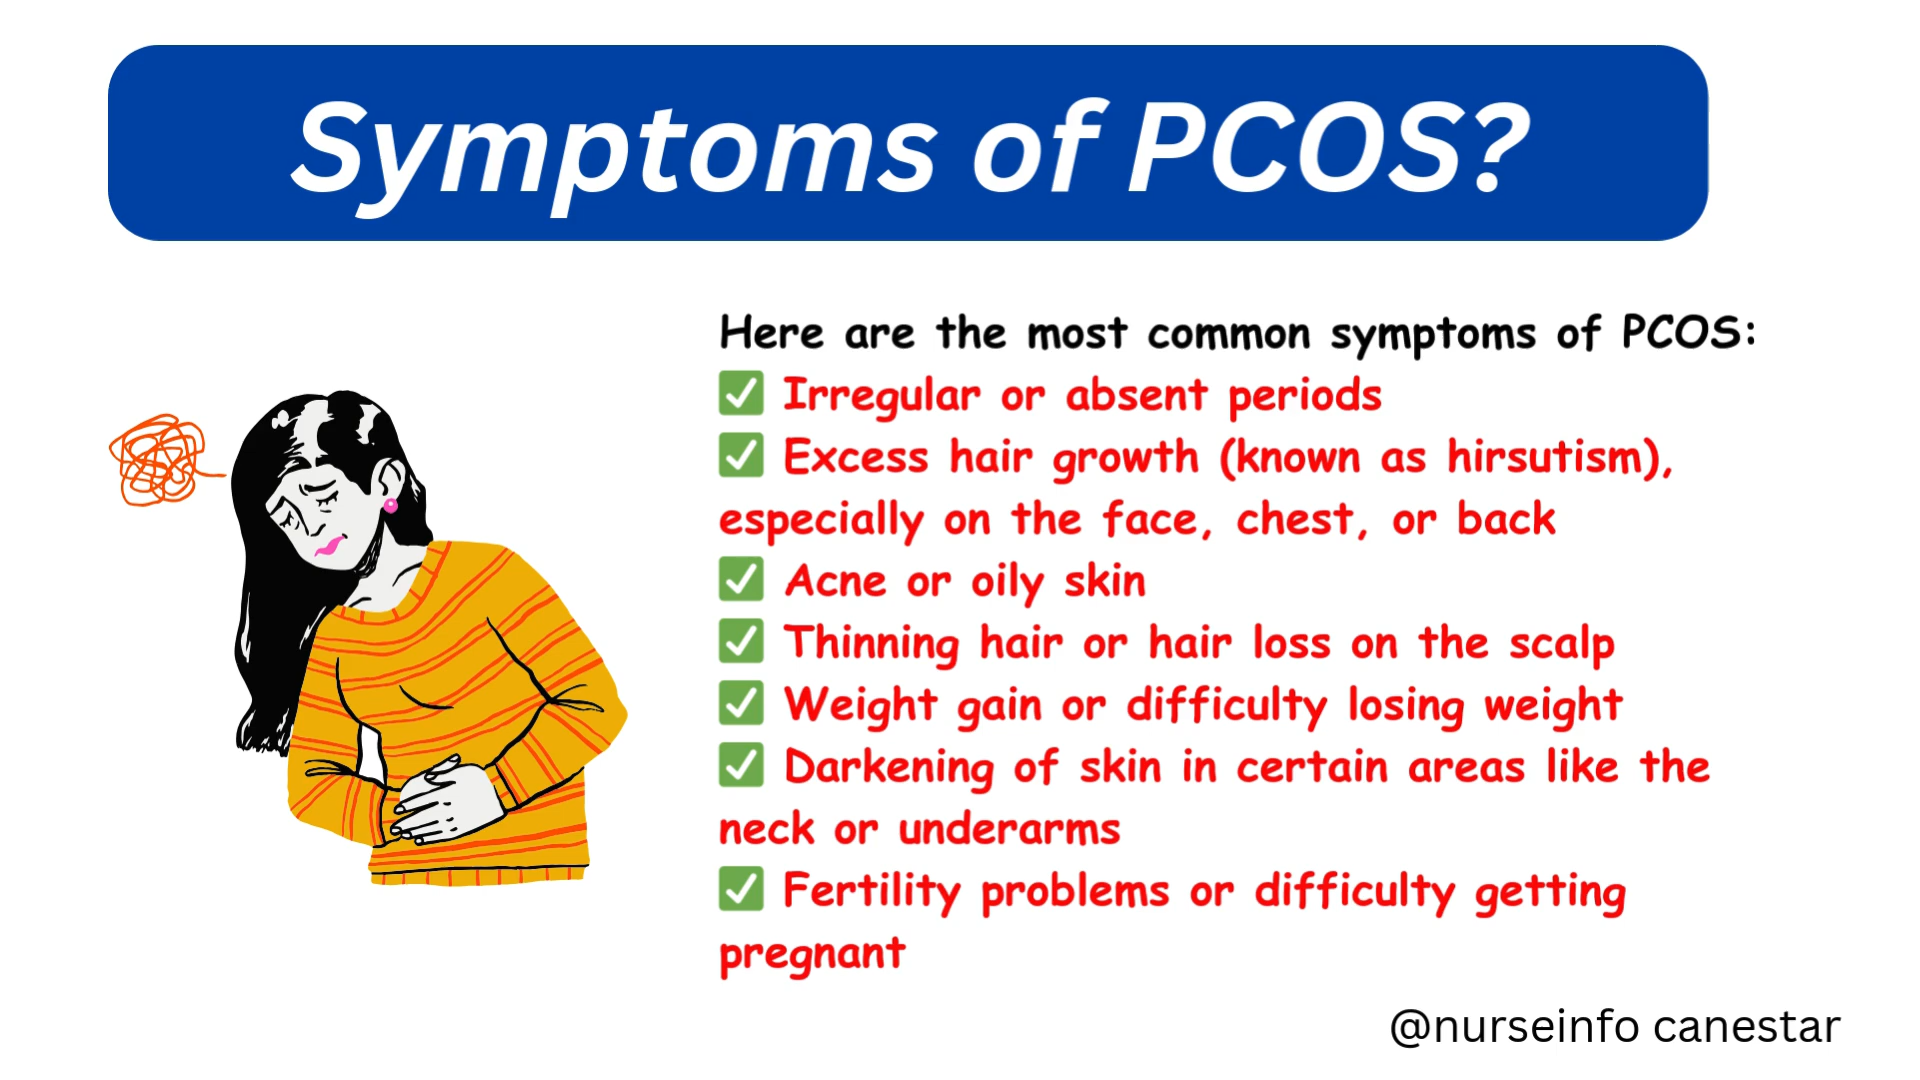 Symptoms of PCOS?
Here are the most common symptoms of PCOS:
✅ Irregular or absent periods
✅ Excess hair growth (known as hirsutism),
especially on the face, chest, or back
✅ Acne or oily skin
✅ Thinning hair or hair loss on the scalp
✅ Weight gain or difficulty losing weight
✅ Darkening of skin in certain areas like the
neck or underarms
✅ Fertility problems or difficulty getting
pregnant
@nurseinfo canestar